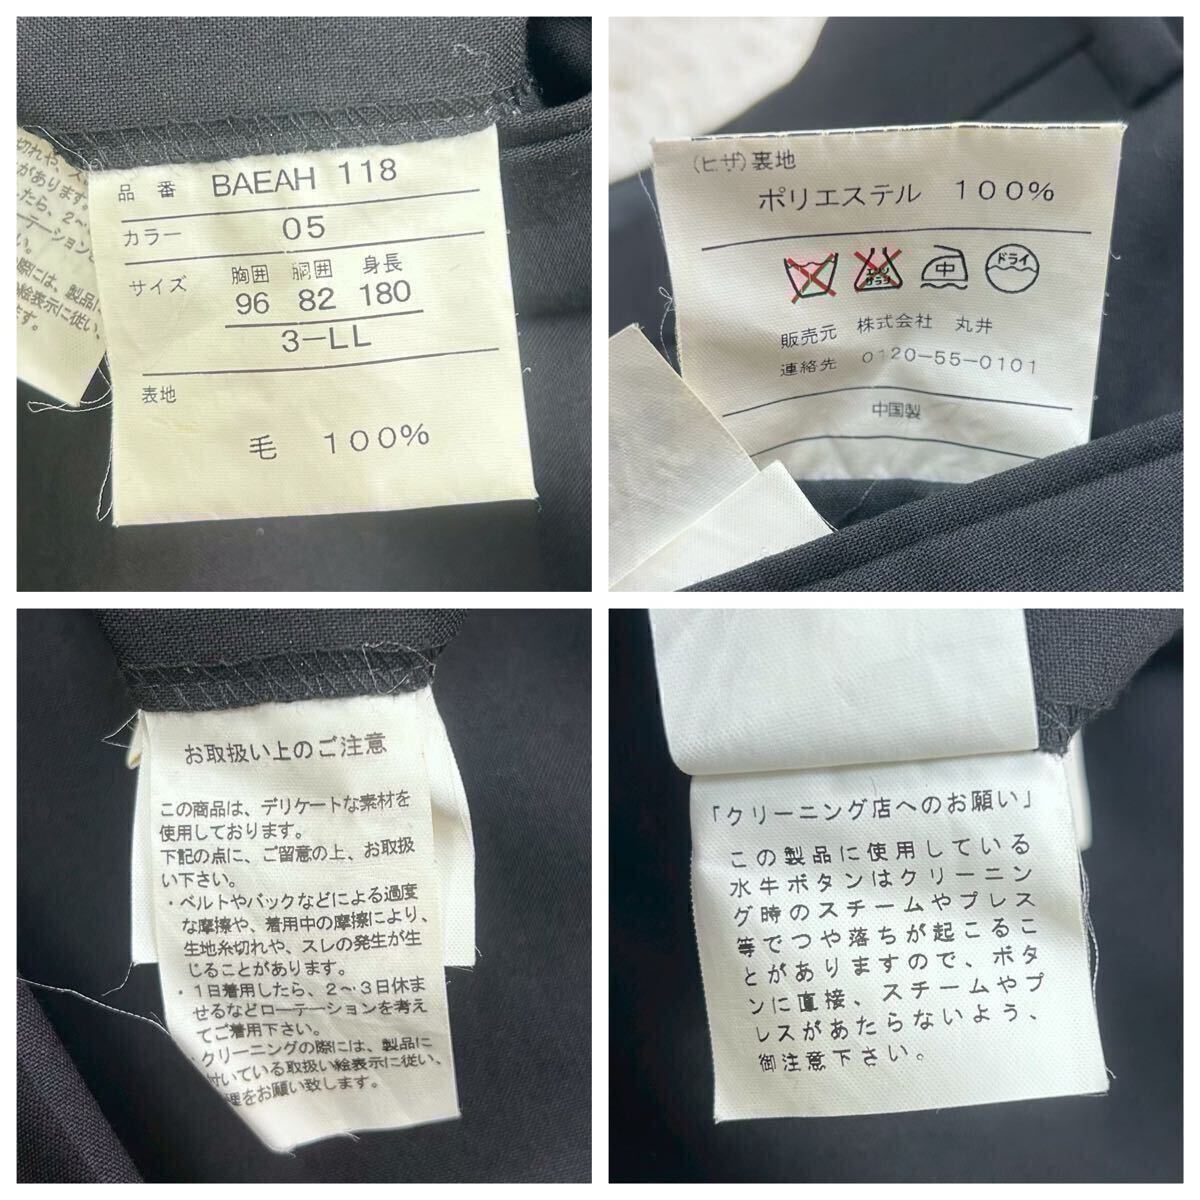 品番 BAEAH 118
カラー 05
サイズ 胸囲 胴囲 身長
96 82 180
3-LL
表地
毛 100%
(ヒザ)裏地
ポリエステル 100%
エンソ
サラシ
中
ドライ
販売元 株式会社 丸井
連絡先 0120-55-0101
中国製
お取扱い上のご注意
この商品は、デリケートな素材を
使用しております。
下記の点に、ご留意の上、お取扱
い下さい。
・ベルトやバックなどによる過度
な摩擦や、着用中の摩擦により、
生地糸切れや、スレの発生が生
じることがあります。
・1日着用したら、2~3日休ま
せるなどローテーションを考え
てご着用下さい。
クリーニングの際には、製品に
付いている取扱い絵表示に従い、
理をお願い致します。
「クリーニング店へのお願い」
この製品に使用している
水牛ボタンはクリーニン
グ時のスチームやプレス
等でつや落ちが起こるこ
とがありますので、ボタ
ンに直接、スチームやプ
レスがあたらないよう、
御注意下さい。